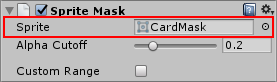 Sprite Mask
Sprite CardMask
Alpha Cutoff 0.2
Custom Range